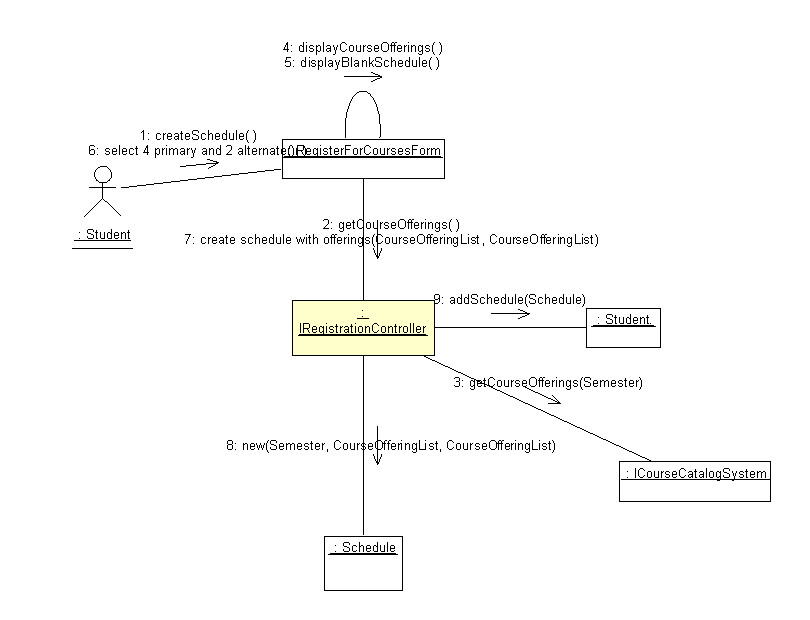 4: displayCourseOfferings( )
5: displayBlankSchedule( )
1: createSchedule( )
6: select 4 primary and 2 alternate( )
: IRegisterForCoursesForm
: Student
2: getCourseOfferings( )
7: create schedule with offerings(CourseOfferingList, CourseOfferingList)
9: addSchedule(Schedule)
:
IRegistrationController
: Student.
3: getCourseOfferings(Semester)
8: new(Semester, CourseOfferingList, CourseOfferingList)
: ICourseCatalogSystem
: Schedule